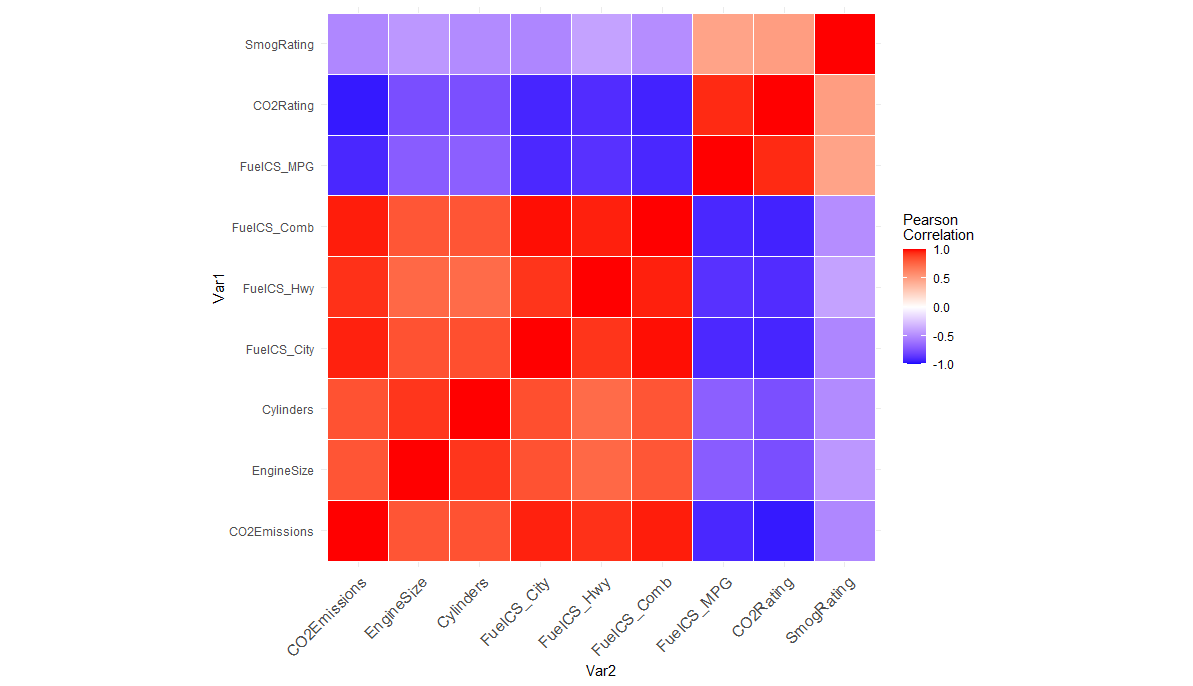 SmogRating
CO2Rating
FuelCS_MPG
FuelCS_Comb
FuelCS_Hwy
FuelCS_City
Cylinders
EngineSize
CO2Emissions
Var1
CO2Emissions
EngineSize
Cylinders
FuelCS_City
FuelCS_Hwy
FuelCS_Comb
FuelCS_MPG
CO2Rating
SmogRating
Var2
Pearson
Correlation
1.0
0.5
0.0
-0.5
-1.0